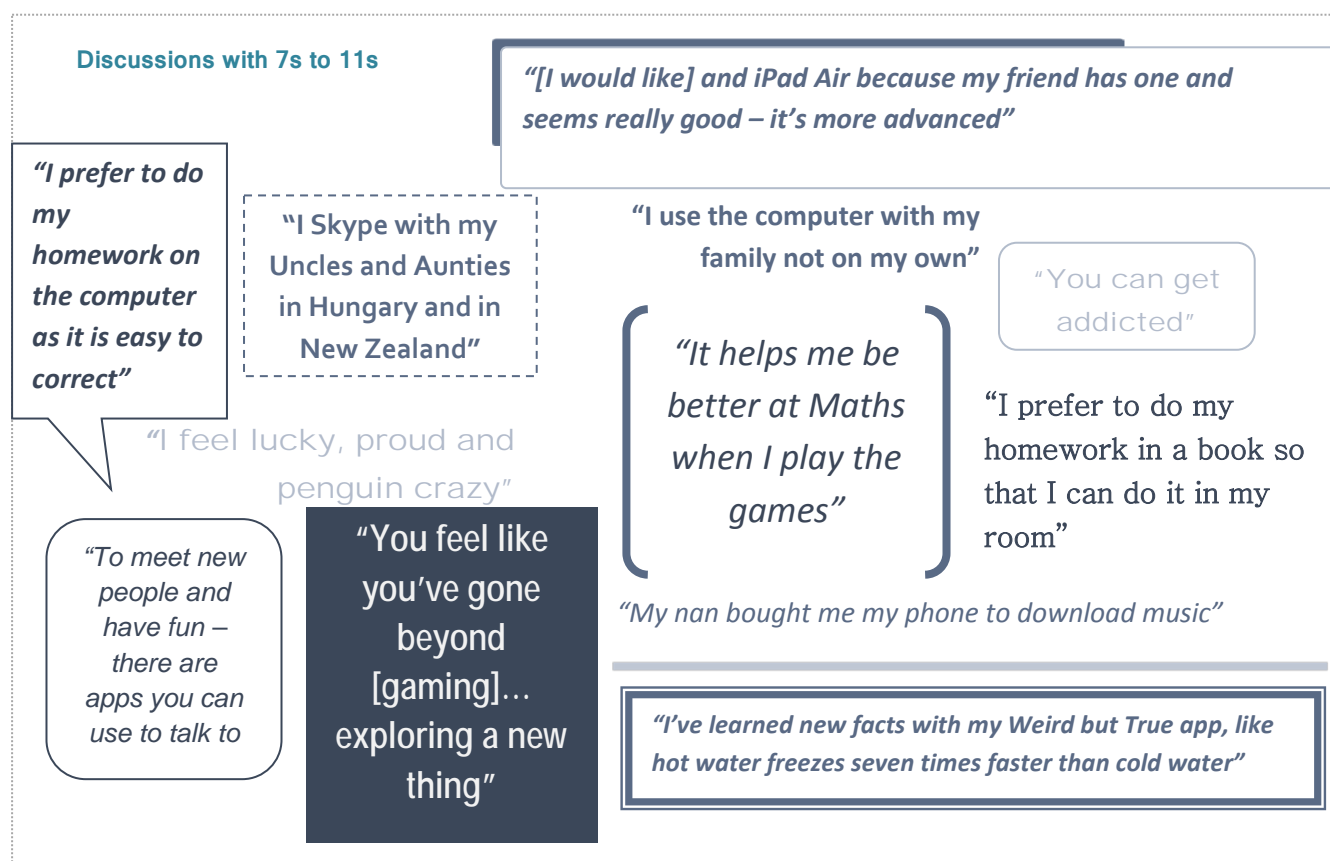 Discussions with 7s to 11s
“[I would like] and iPad Air because my friend has one and
seems really good – it’s more advanced”
“I prefer to do
my
homework on
the computer
as it is easy to
correct”
“I Skype with my
Uncles and Aunties
in Hungary and in
New Zealand”
“I use the computer with my
family not on my own”
“You can get
addicted”
“It helps me be
better at Maths
when I play the
games”
“I prefer to do my
homework in a book so
that I can do it in my
room”
“I feel lucky, proud and
penguin crazy”
“To meet new
people and
have fun –
there are
apps you can
use to talk to
“You feel like
you’ve gone
beyond
[gaming]…
exploring a new
thing”
“My nan bought me my phone to download music”
“I’ve learned new facts with my Weird but True app, like
hot water freezes seven times faster than cold water”